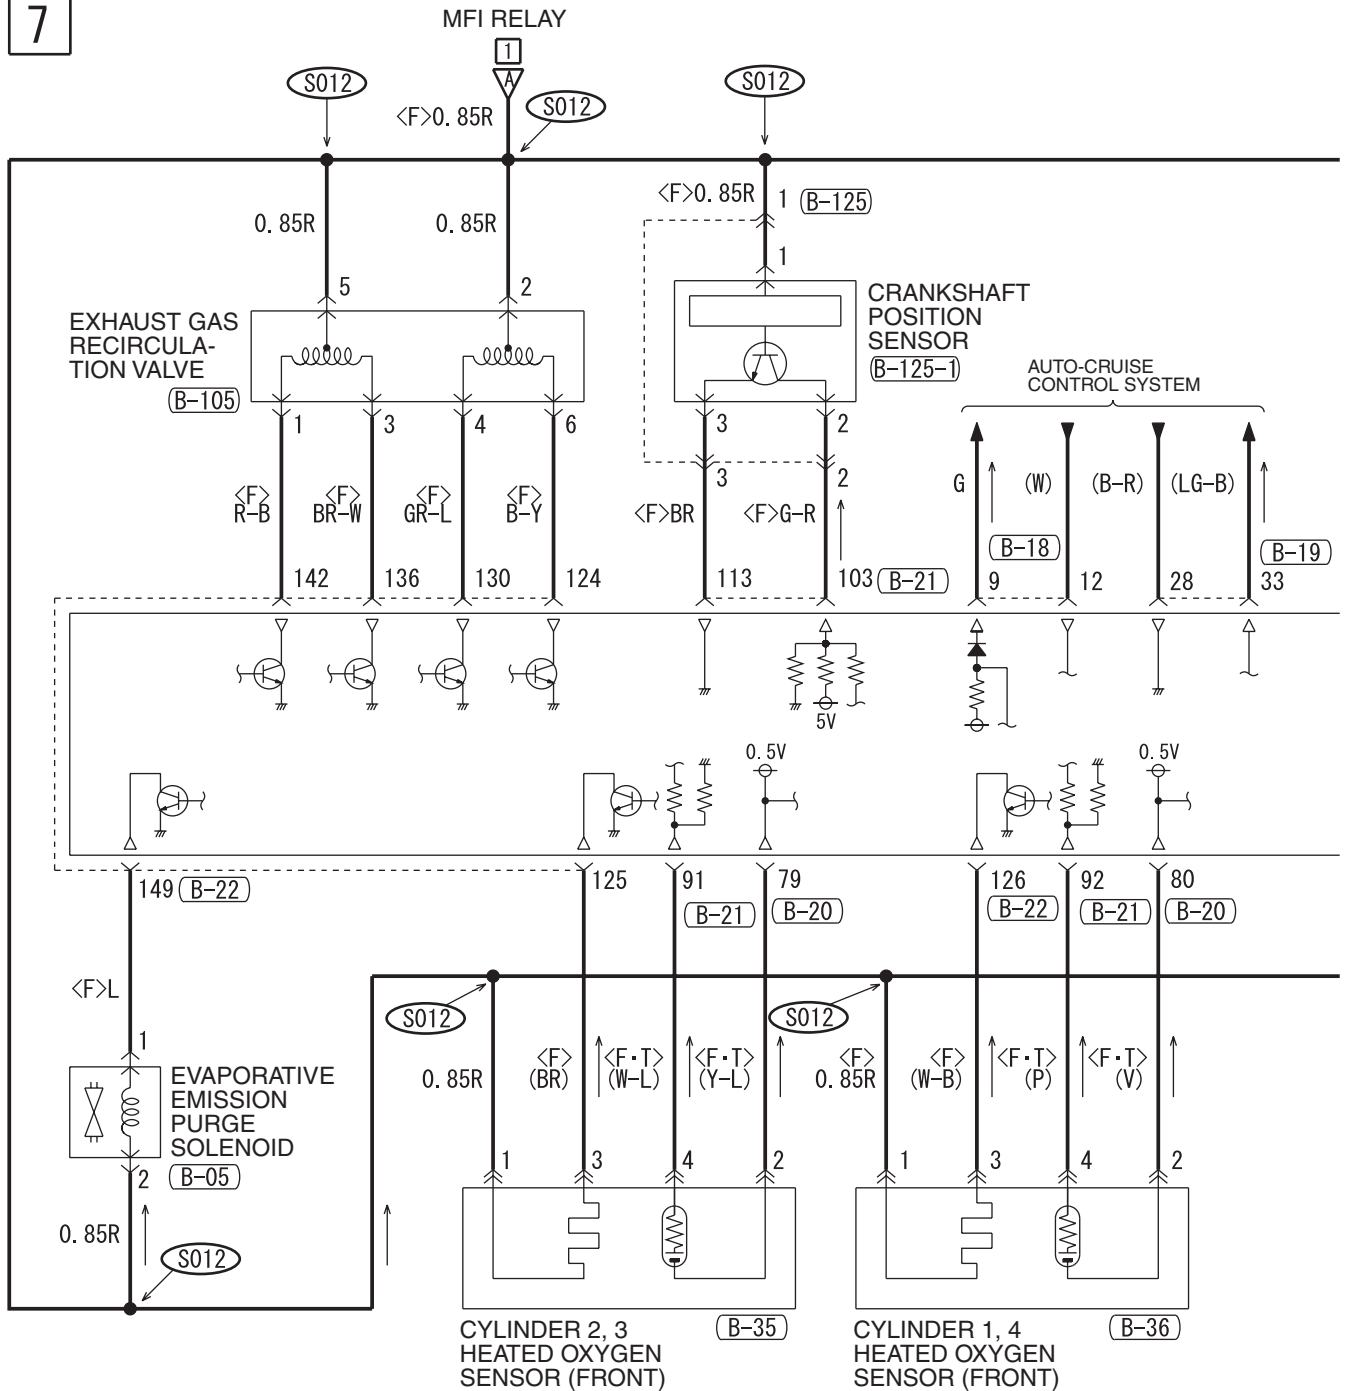 7
MFI RELAY
1
A
S012
S012
S012
<F>0.85R
<F>0.85R
1
B-125
0.85R
0.85R
1
5
2
EXHAUST GAS
RECIRCULA-
TION VALVE
B-105
CRANKSHAFT
POSITION
SENSOR
B-125-1
AUTO-CRUISE
CONTROL SYSTEM
1
3
4
6
3
2
3
2
<F>
R-B
<F>
BR-W
<F>
GR-L
<F>
B-Y
<F>BR
<F>G-R
G
(W)
(B-R)
(LG-B)
B-18
B-19
142
136
130
124
113
103
B-21
9
12
28
33
5V
0.5V
0.5V
149
B-22
125
91
79
126
92
80
B-21
B-20
B-22
B-21
B-20
<F>L
S012
S012
1
EVAPORATIVE
EMISSION
PURGE
SOLENOID
B-05
2
0.85R
S012
0.85R
<F>
(BR)
<F·T>
(W-L)
<F·T>
(Y-L)
<F>
0.85R
<F>
(W-B)
<F·T>
(P)
<F·T>
(V)
1
3
4
2
1
3
4
2
CYLINDER 2, 3
HEATED OXYGEN
SENSOR (FRONT)
B-35
CYLINDER 1, 4
HEATED OXYGEN
SENSOR (FRONT)
B-36